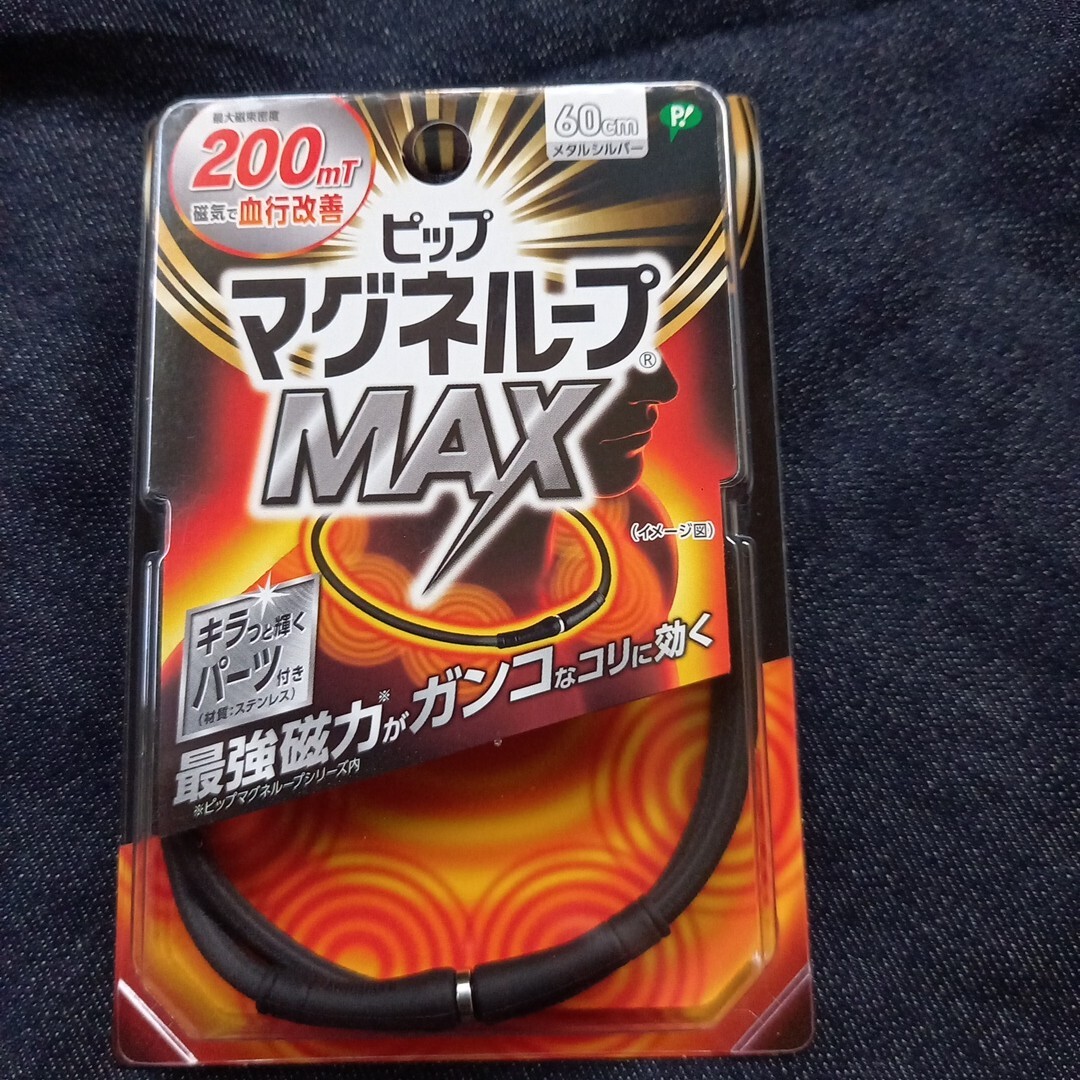 最大磁束密度
200mT
磁気で血行改善
60cm
メタルシルバー
P!
ピップ
マグネループ®
MAX
(イメージ図)
キラっと輝く
パーツ付き
(材質:ステンレス)
最強磁力※がガンコなコリに効く
※ピップマグネループシリーズ内